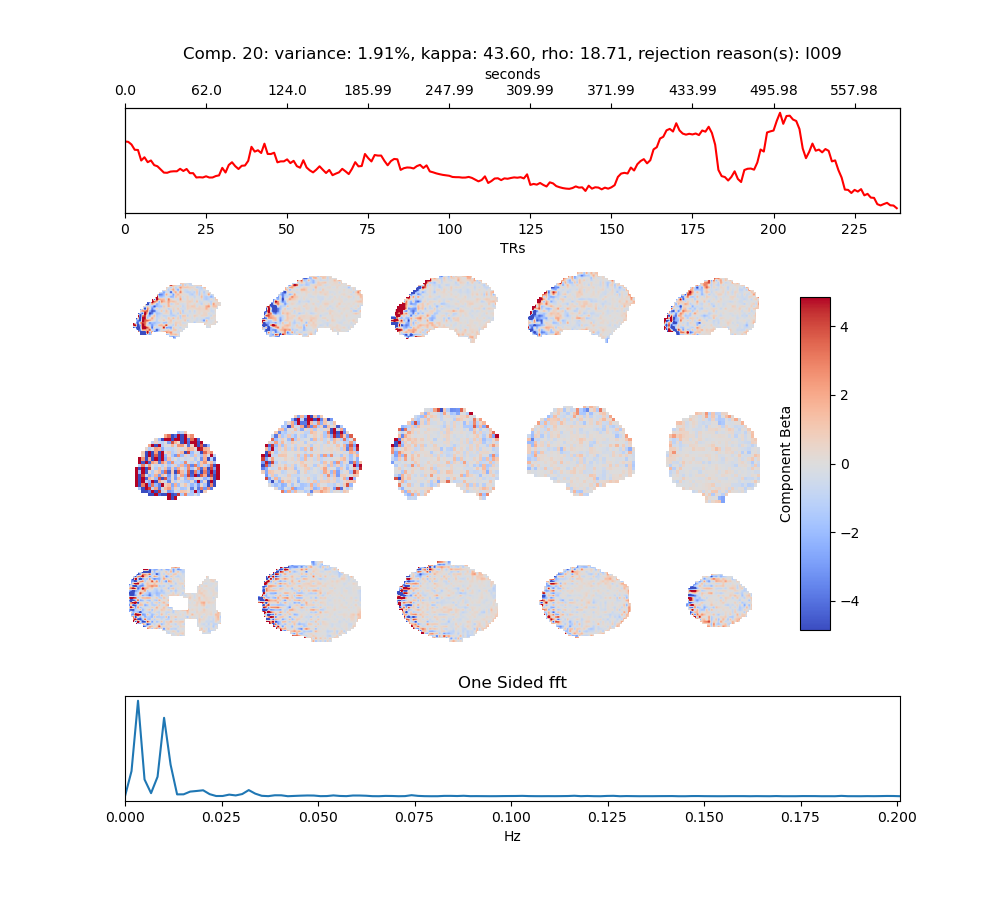 Comp. 20: variance: 1.91%, kappa: 43.60, rho: 18.71, rejection reason(s): I009
seconds
0.0 62.0 124.0 185.99 247.99 309.99 371.99 433.99 495.98 557.98
0 25 50 75 100 125 150 175 200 225
TRs
4
2
0
−2
−4
Component Beta
One Sided fft
0.000 0.025 0.050 0.075 0.100 0.125 0.150 0.175 0.200
Hz